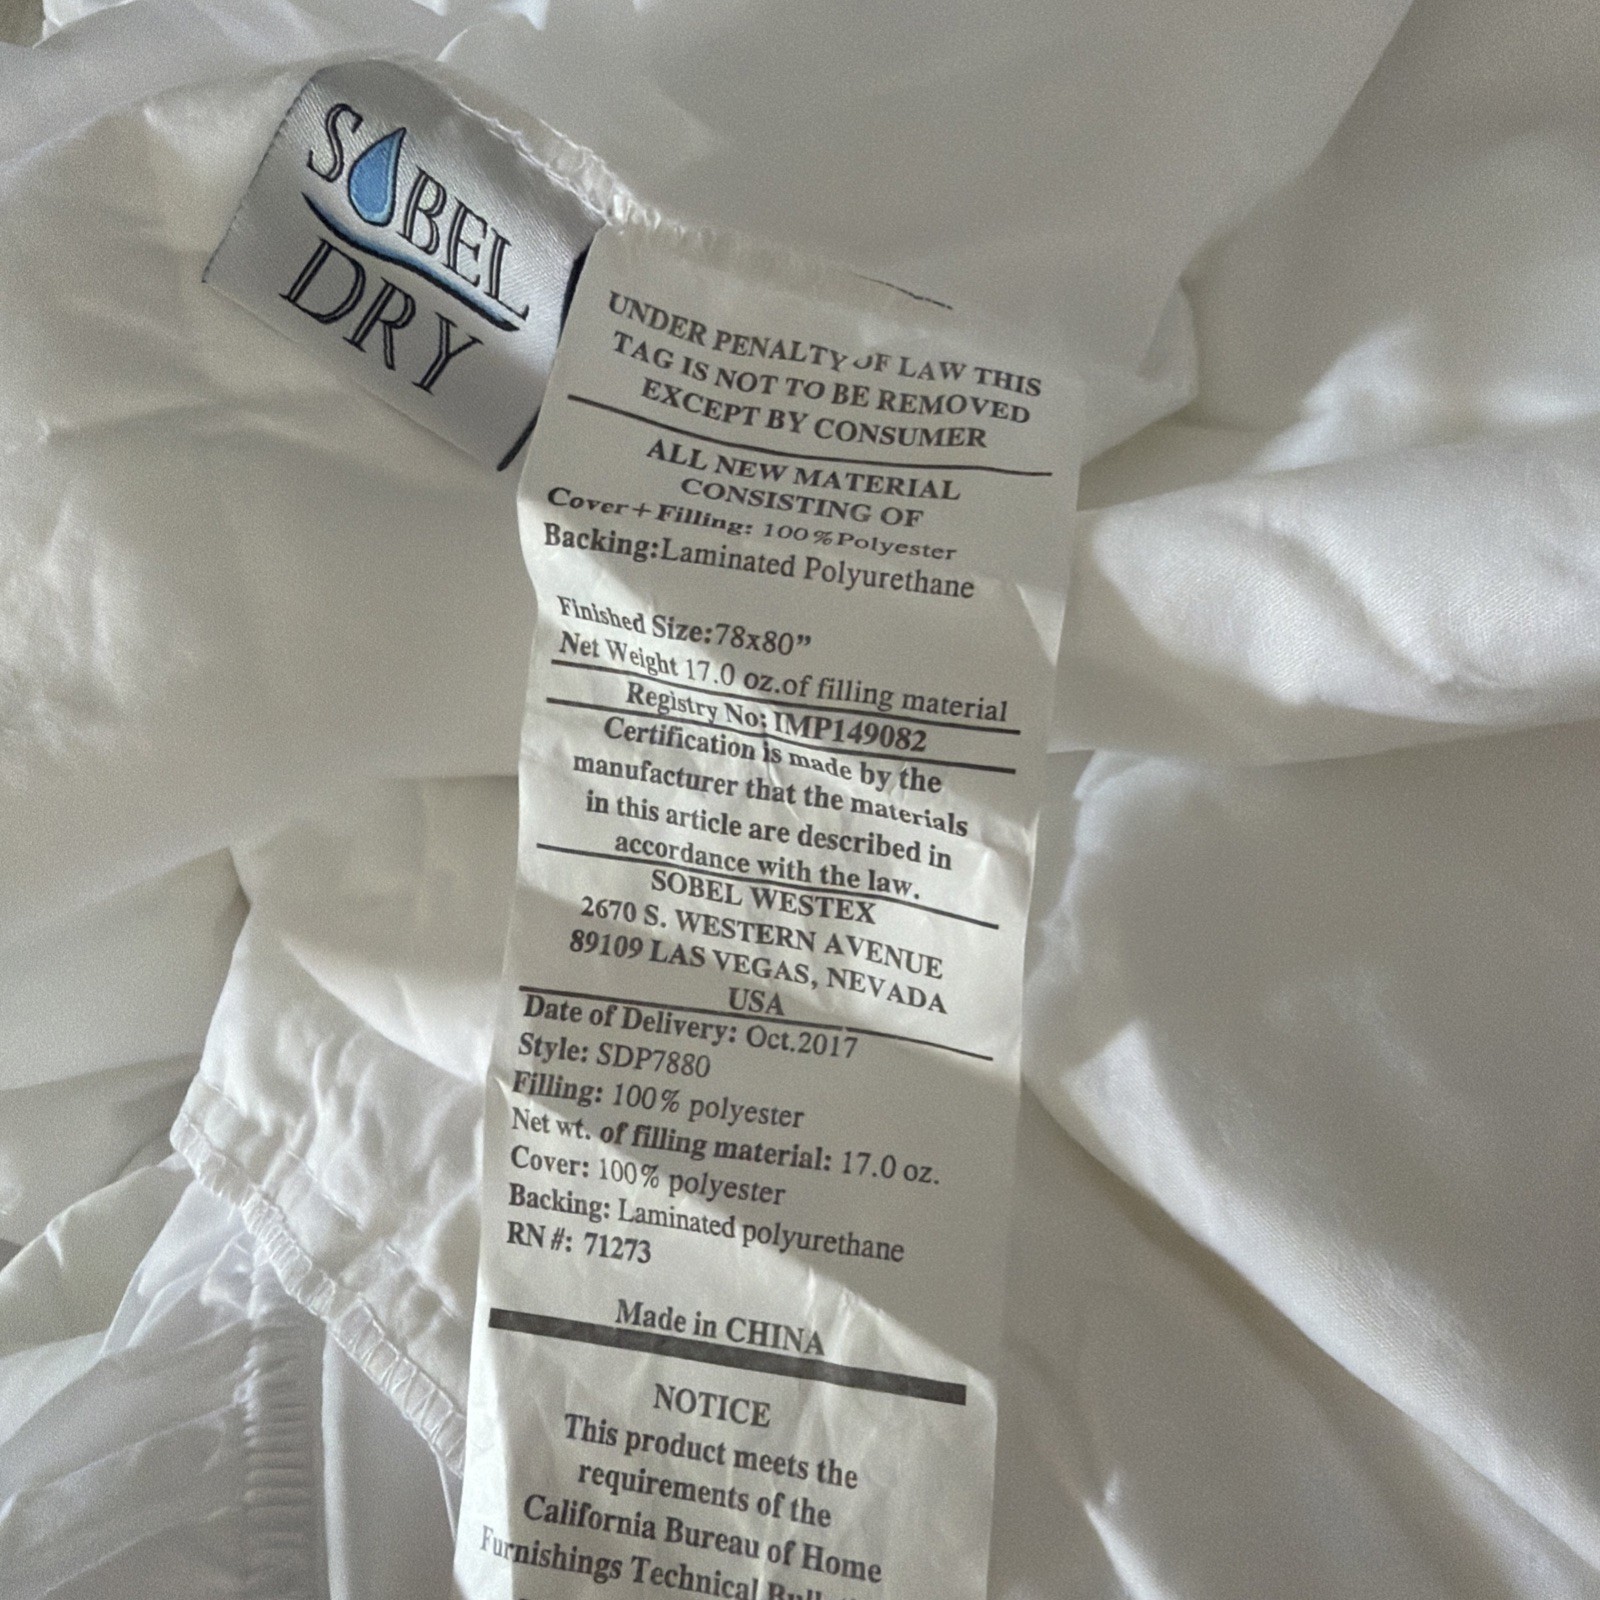 SOBEL
DRY
UNDER PENALTY OF LAW THIS
TAG IS NOT TO BE REMOVED
EXCEPT BY CONSUMER
ALL NEW MATERIAL
CONSISTING OF
Cover+Filling: 100%Polyester
Backing:Laminated Polyurethane
Finished Size:78x80”
Net Weight 17.0 oz.of filling material
Registry No: IMP149082
Certification is made by the
manufacturer that the materials
in this article are described in
accordance with the law.
SOBEL WESTEX
2670 S. WESTERN AVENUE
89109 LAS VEGAS, NEVADA
USA
Date of Delivery: Oct.2017
Style: SDP7880
Filling: 100% polyester
Net wt. of filling material: 17.0 oz.
Cover: 100% polyester
Backing: Laminated polyurethane
RN #: 71273
Made in CHINA
NOTICE
This product meets the
requirements of the
California Bureau of Home
Furnishings Technical